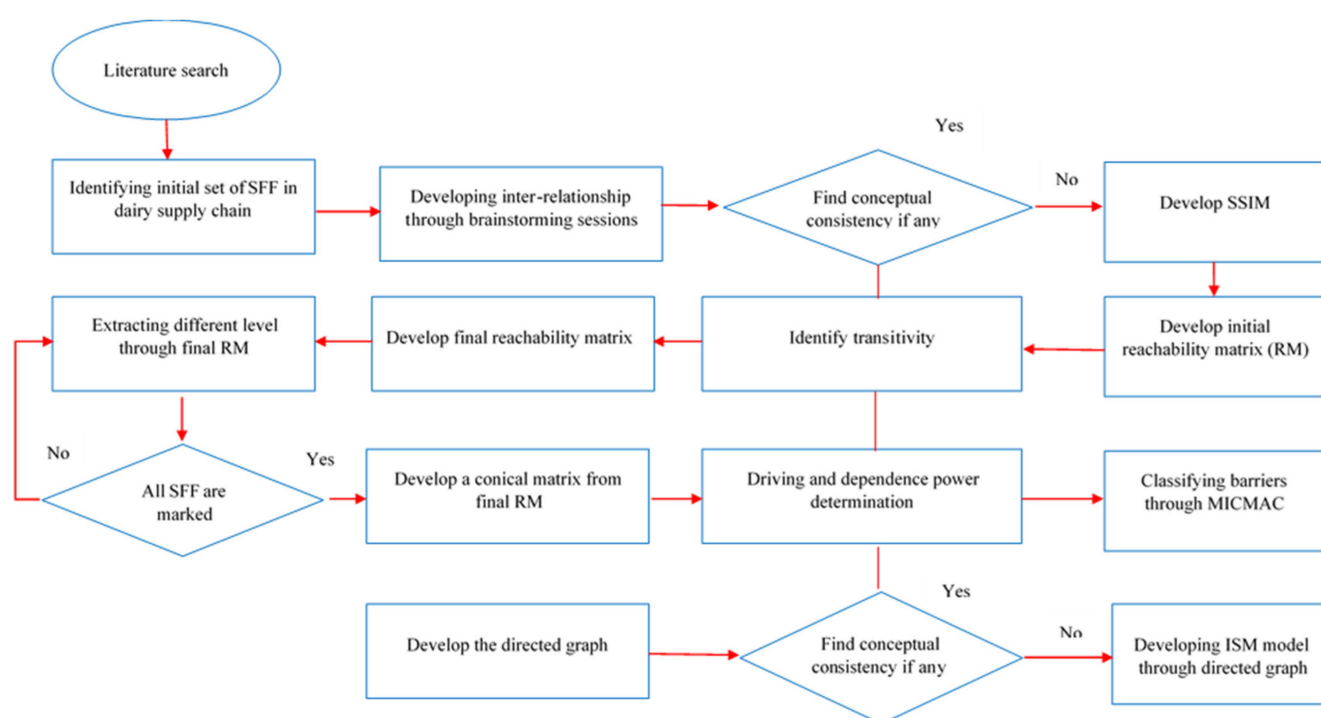 Literature search
Yes
Identifying initial set of SFF in
dairy supply chain
Developing inter-relationship
through brainstorming sessions
Find conceptual
consistency if any
No
Develop SSIM
Extracting different level
through final RM
Develop final reachability matrix
Identify transitivity
Develop initial
reachability matrix (RM)
No
Yes
All SFF are
marked
Develop a conical matrix from
final RM
Driving and dependence power
determination
Classifying barriers
through MICMAC
Yes
Develop the directed graph
Find conceptual
consistency if any
No
Developing ISM model
through directed graph